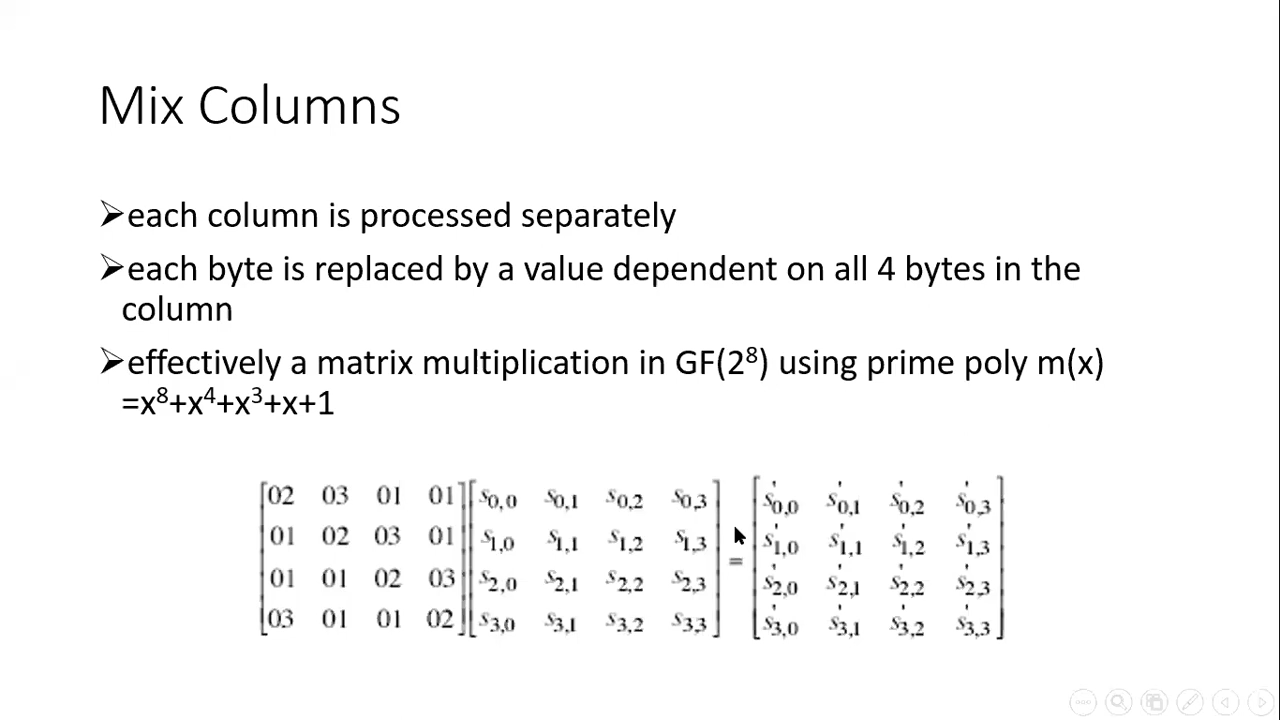 Mix Columns
➢each column is processed separately
➢each byte is replaced by a value dependent on all 4 bytes in the
column
➢effectively a matrix multiplication in GF(2⁸) using prime poly m(x)
=x⁸+x⁴+x³+x+1
[02 03 01 01] [s0,0 s0,1 s0,2 s0,3] [s'0,0 s'0,1 s'0,2 s'0,3]
[01 02 03 01] [s1,0 s1,1 s1,2 s1,3] = [s'1,0 s'1,1 s'1,2 s'1,3]
[01 01 02 03] [s2,0 s2,1 s2,2 s2,3] [s'2,0 s'2,1 s'2,2 s'2,3]
[03 01 01 02] [s3,0 s3,1 s3,2 s3,3] [s'3,0 s'3,1 s'3,2 s'3,3]